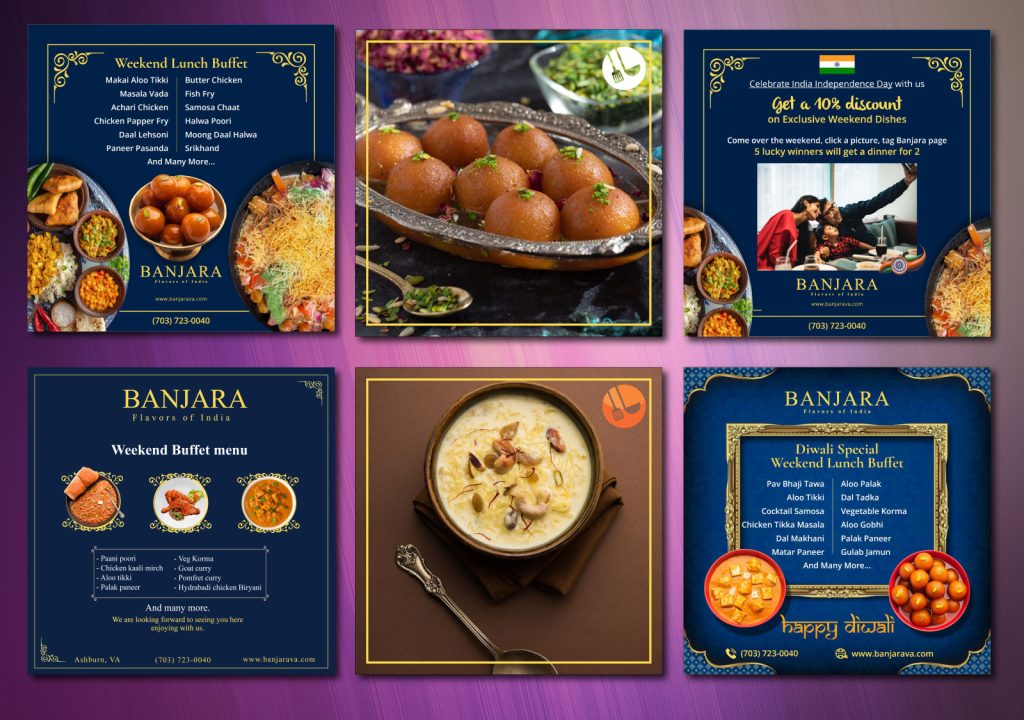 Weekend Lunch Buffet
Makai Aloo Tikki
Masala Vada
Achari Chicken
Chicken Papper Fry
Daal Lehsoni
Paneer Pasanda
Butter Chicken
Fish Fry
Samosa Chaat
Halwa Poori
Moong Daal Halwa
Srikhand
And Many More...
BANJARA
Flavors of India
www.banjarava.com
(703) 723-0040
Celebrate India Independence Day with us
Get a 10% discount
on Exclusive Weekend Dishes
Come over the weekend, click a picture, tag Banjara page
5 lucky winners will get a dinner for 2
BANJARA
Flavors of India
www.banjarava.com
(703) 723-0040
BANJARA
Flavors of India
Weekend Buffet menu
- Paani poori
- Chicken kaali mirch
- Aloo tikki
- Palak paneer
- Veg Korma
- Goat curry
- Pomfret curry
- Hydrabadi chicken Biryani
And many more.
We are looking forward to seeing you here
enjoying with us.
Ashburn, VA
(703) 723-0040
www.banjarava.com
BANJARA
Flavors of India
Diwali Special
Weekend Lunch Buffet
Pav Bhaji Tawa
Aloo Tikki
Cocktail Samosa
Chicken Tikka Masala
Dal Makhani
Matar Paneer
Aloo Palak
Dal Tadka
Vegetable Korma
Aloo Gobhi
Palak Paneer
Gulab Jamun
And Many More...
happy diwali
(703) 723-0040
www.banjarava.com